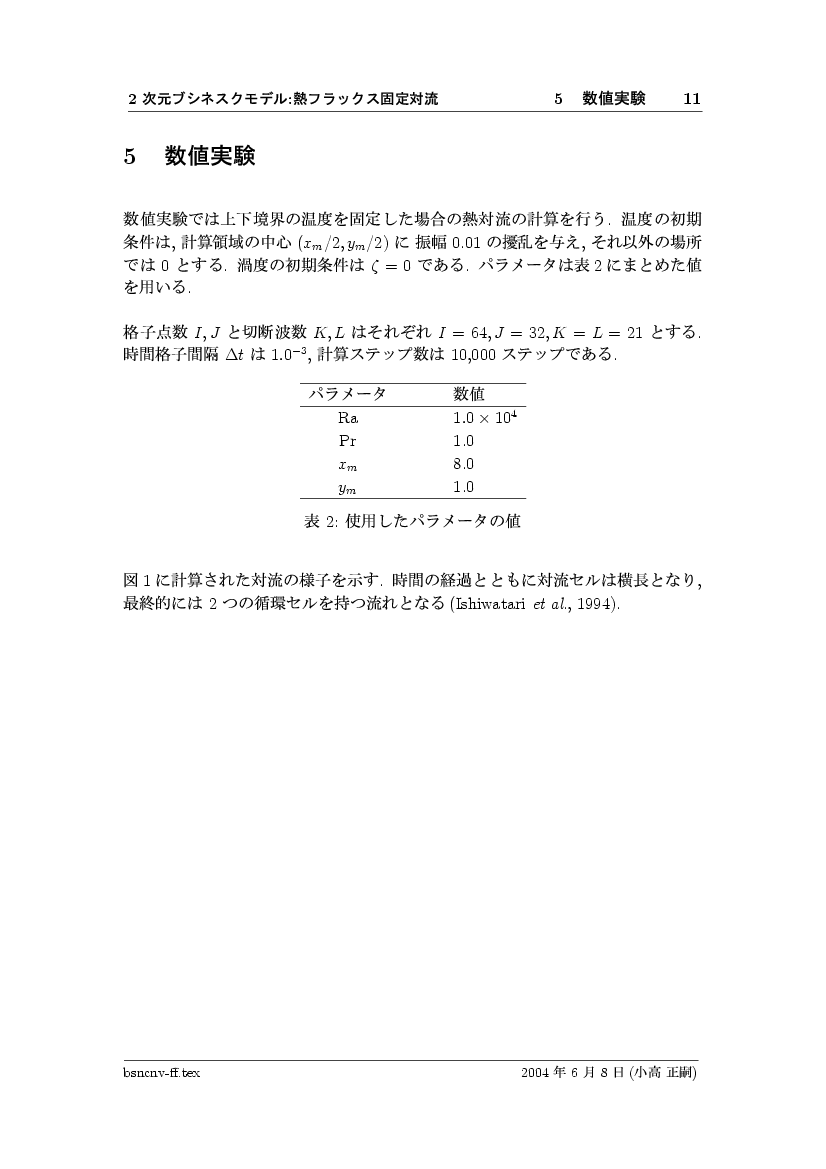 2 次元ブシネスクモデル:熱フラックス固定対流 5 数値実験 11
5 数値実験
数値実験では上下境界の温度を固定した場合の熱対流の計算を行う. 温度の初期
条件は, 計算領域の中心 (xm/2, ym/2) に 振幅 0.01 の擾乱を与え, それ以外の場所
では 0 とする. 渦度の初期条件は ζ = 0 である. パラメータは表 2 にまとめた値
を用いる.
格子点数 I, J と切断波数 K, L はそれぞれ I = 64, J = 32, K = L = 21 とする.
時間格子間隔 Δt は 1.0⁻³, 計算ステップ数は 10,000 ステップである.
パラメータ 数値
Ra 1.0 × 10⁴
Pr 1.0
xm 8.0
ym 1.0
表 2: 使用したパラメータの値
図 1 に計算された対流の様子を示す. 時間の経過とともに対流セルは横長となり,
最終的には 2 つの循環セルを持つ流れとなる (Ishiwatari et al., 1994).
bsncnv-ff.tex 2004 年 6 月 8 日 (小高 正嗣)